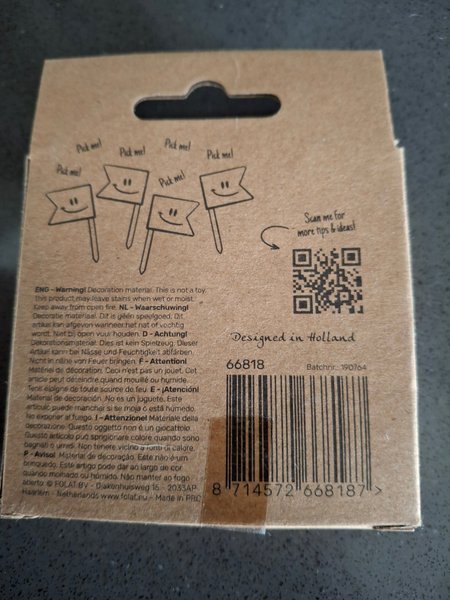 Pick me!
Pick me!
Pick me!
Pick me!
Pick me!
Pick me!
Scan me for
more tips & ideas!
ENG - Warning! Decoration material. This is not a toy.
This product may leave stains when wet or moist.
Keep away from open fire. NL - Waarschuwing!
Decoratie materiaal. Dit is géén speelgoed. Dit
artikel kan afgeven wanneer het nat of vochtig
wordt. Niet bij open vuur houden. D - Achtung!
Dekorationsmaterial. Dies ist kein Spielzeug. Dieser
Artikel kann bei Nässe und Feuchtigkeit abfärben.
Nicht in nähe von Feuer bringen. F - Attention!
Matériel de décoration. Ceci n'est pas un jouet. Cet
article peut déteindre quand mouillé ou humide.
Tenir éloigné de toute source de feu. E - ¡Atención!
Material de decoración. No es un juguete. Este
artículo puede manchar si se moja o está húmedo.
No exponer al fuego. I - Attenzione! Materiale della
decorazione. Questo oggetto non è un giocattolo.
Questo articolo può sprigionare colore quando sono
bagnati o umidi. Non tenere vicino a fonti di calore.
P - Aviso! Material de decoração. Este não é um
brinquedo. Este artigo pode dar ao largo de cor
quando molhado ou húmido. Não manter ao fogo
aberto © FOLAT BV - Diakenhuisweg 15 - 2033AP
Haarlem - Netherlands www.folat.eu - Made in PRC
Designed in Holland
66818
Batchnr.: 190764
8 714572 668187 >